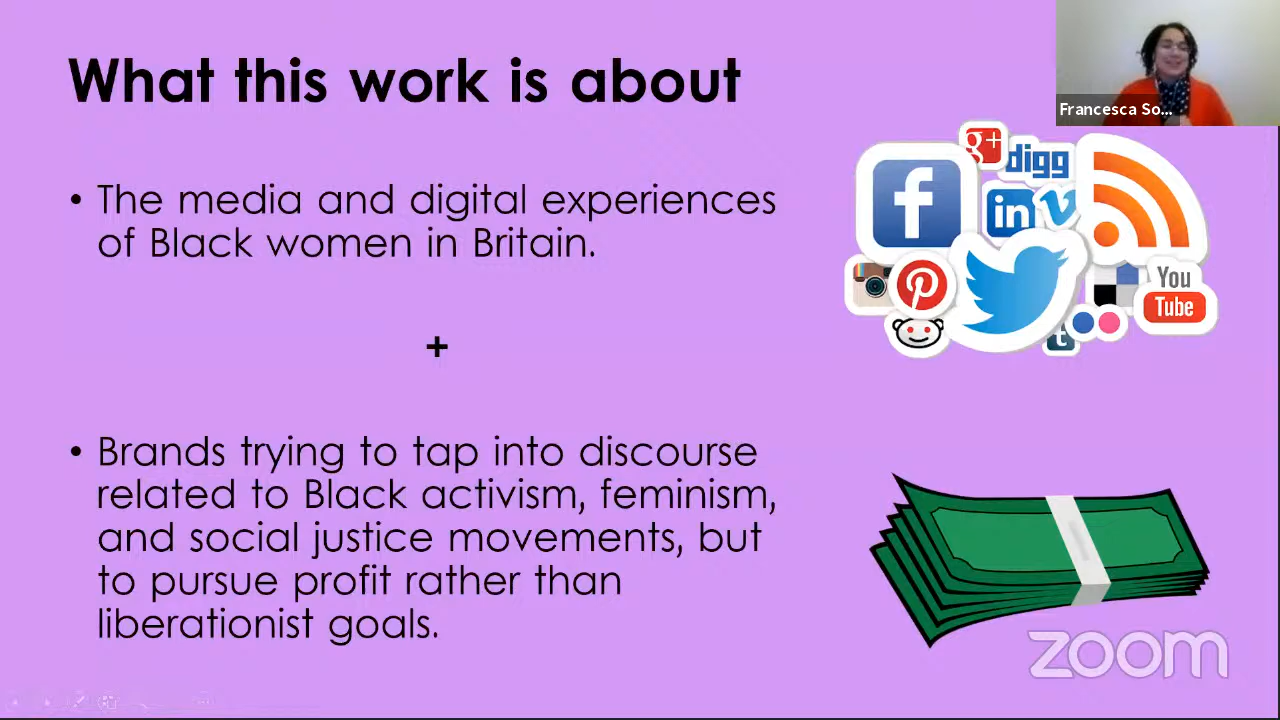 What this work is about
Francesca So...
• The media and digital experiences
of Black women in Britain.
+
• Brands trying to tap into discourse
related to Black activism, feminism,
and social justice movements, but
to pursue profit rather than
liberationist goals.
g+
digg
f
in
v
You
Tube
t
zoom